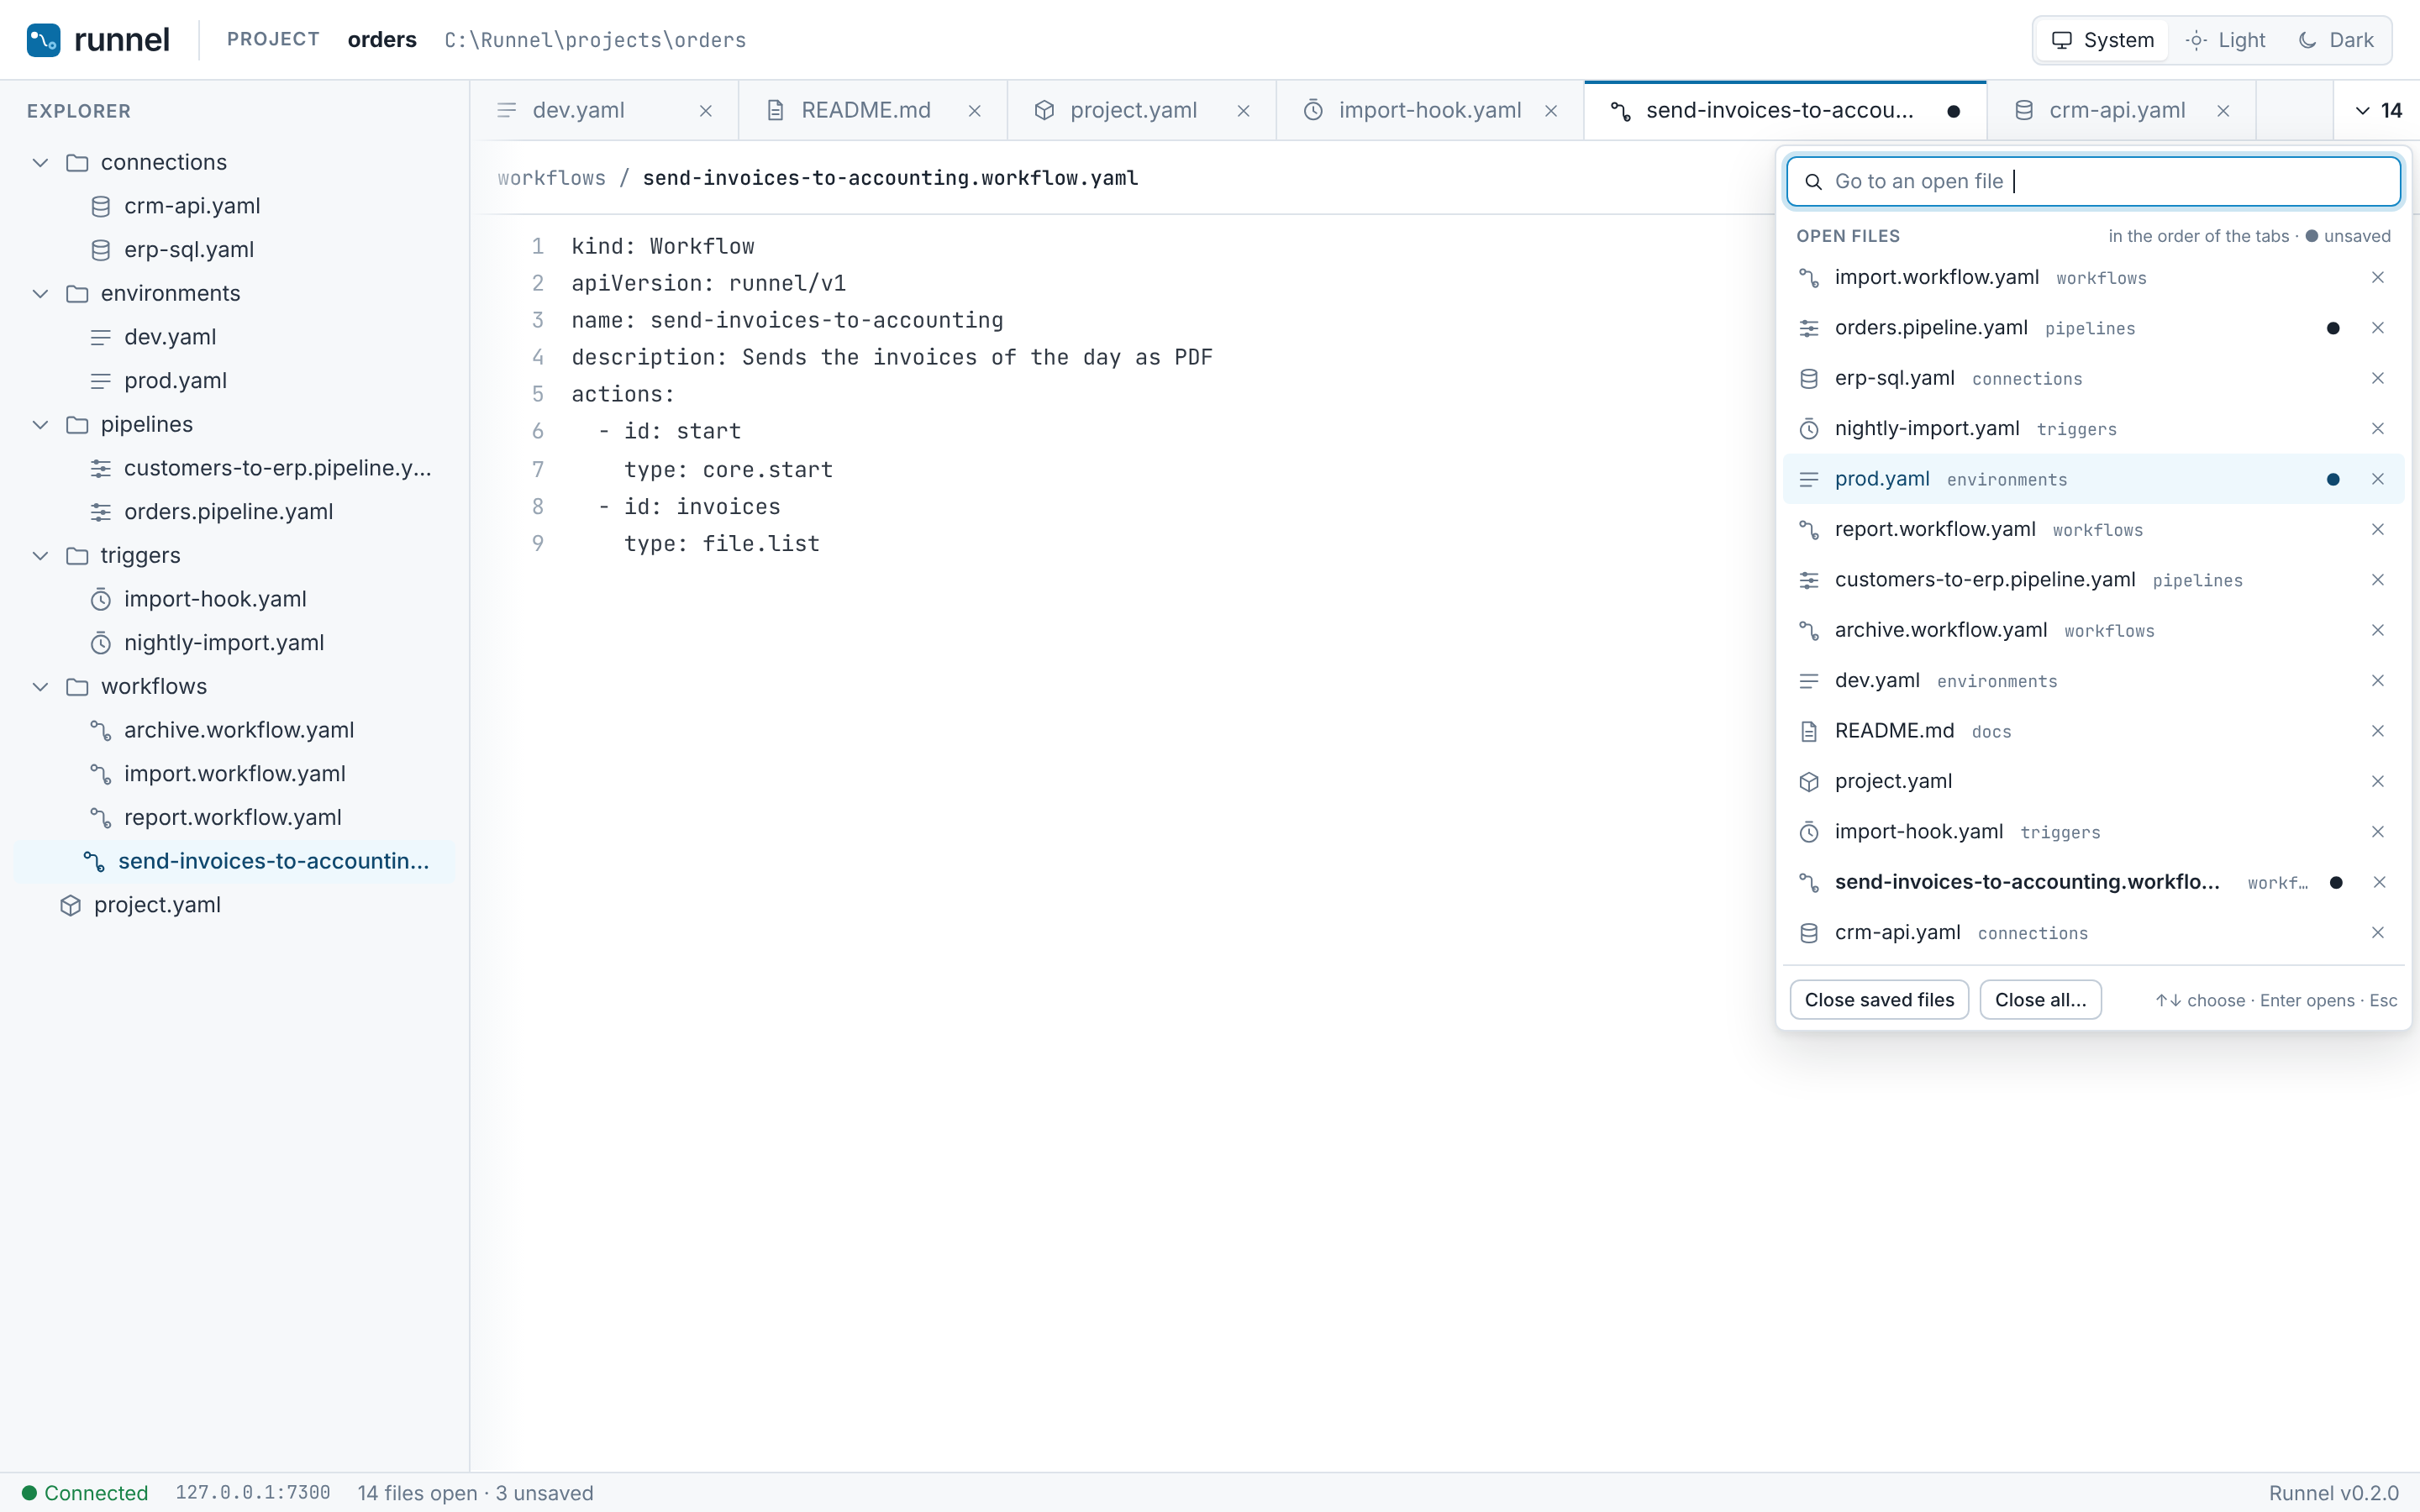 runnel PROJECT orders C:\Runnel\projects\orders System Light Dark
EXPLORER
connections
crm-api.yaml
erp-sql.yaml
environments
dev.yaml
prod.yaml
pipelines
customers-to-erp.pipeline.y...
orders.pipeline.yaml
triggers
import-hook.yaml
nightly-import.yaml
workflows
archive.workflow.yaml
import.workflow.yaml
report.workflow.yaml
send-invoices-to-accountin...
project.yaml
dev.yaml README.md project.yaml import-hook.yaml send-invoices-to-accou... crm-api.yaml 14
workflows / send-invoices-to-accounting.workflow.yaml
1 kind: Workflow
2 apiVersion: runnel/v1
3 name: send-invoices-to-accounting
4 description: Sends the invoices of the day as PDF
5 actions:
6 - id: start
7 type: core.start
8 - id: invoices
9 type: file.list
Go to an open file
OPEN FILES in the order of the tabs · ● unsaved
import.workflow.yaml workflows
orders.pipeline.yaml pipelines
erp-sql.yaml connections
nightly-import.yaml triggers
prod.yaml environments
report.workflow.yaml workflows
customers-to-erp.pipeline.yaml pipelines
archive.workflow.yaml workflows
dev.yaml environments
README.md docs
project.yaml
import-hook.yaml triggers
send-invoices-to-accounting.workflo... workf...
crm-api.yaml connections
Close saved files Close all... ↑↓ choose · Enter opens · Esc
Connected 127.0.0.1:7300 14 files open · 3 unsaved Runnel v0.2.0